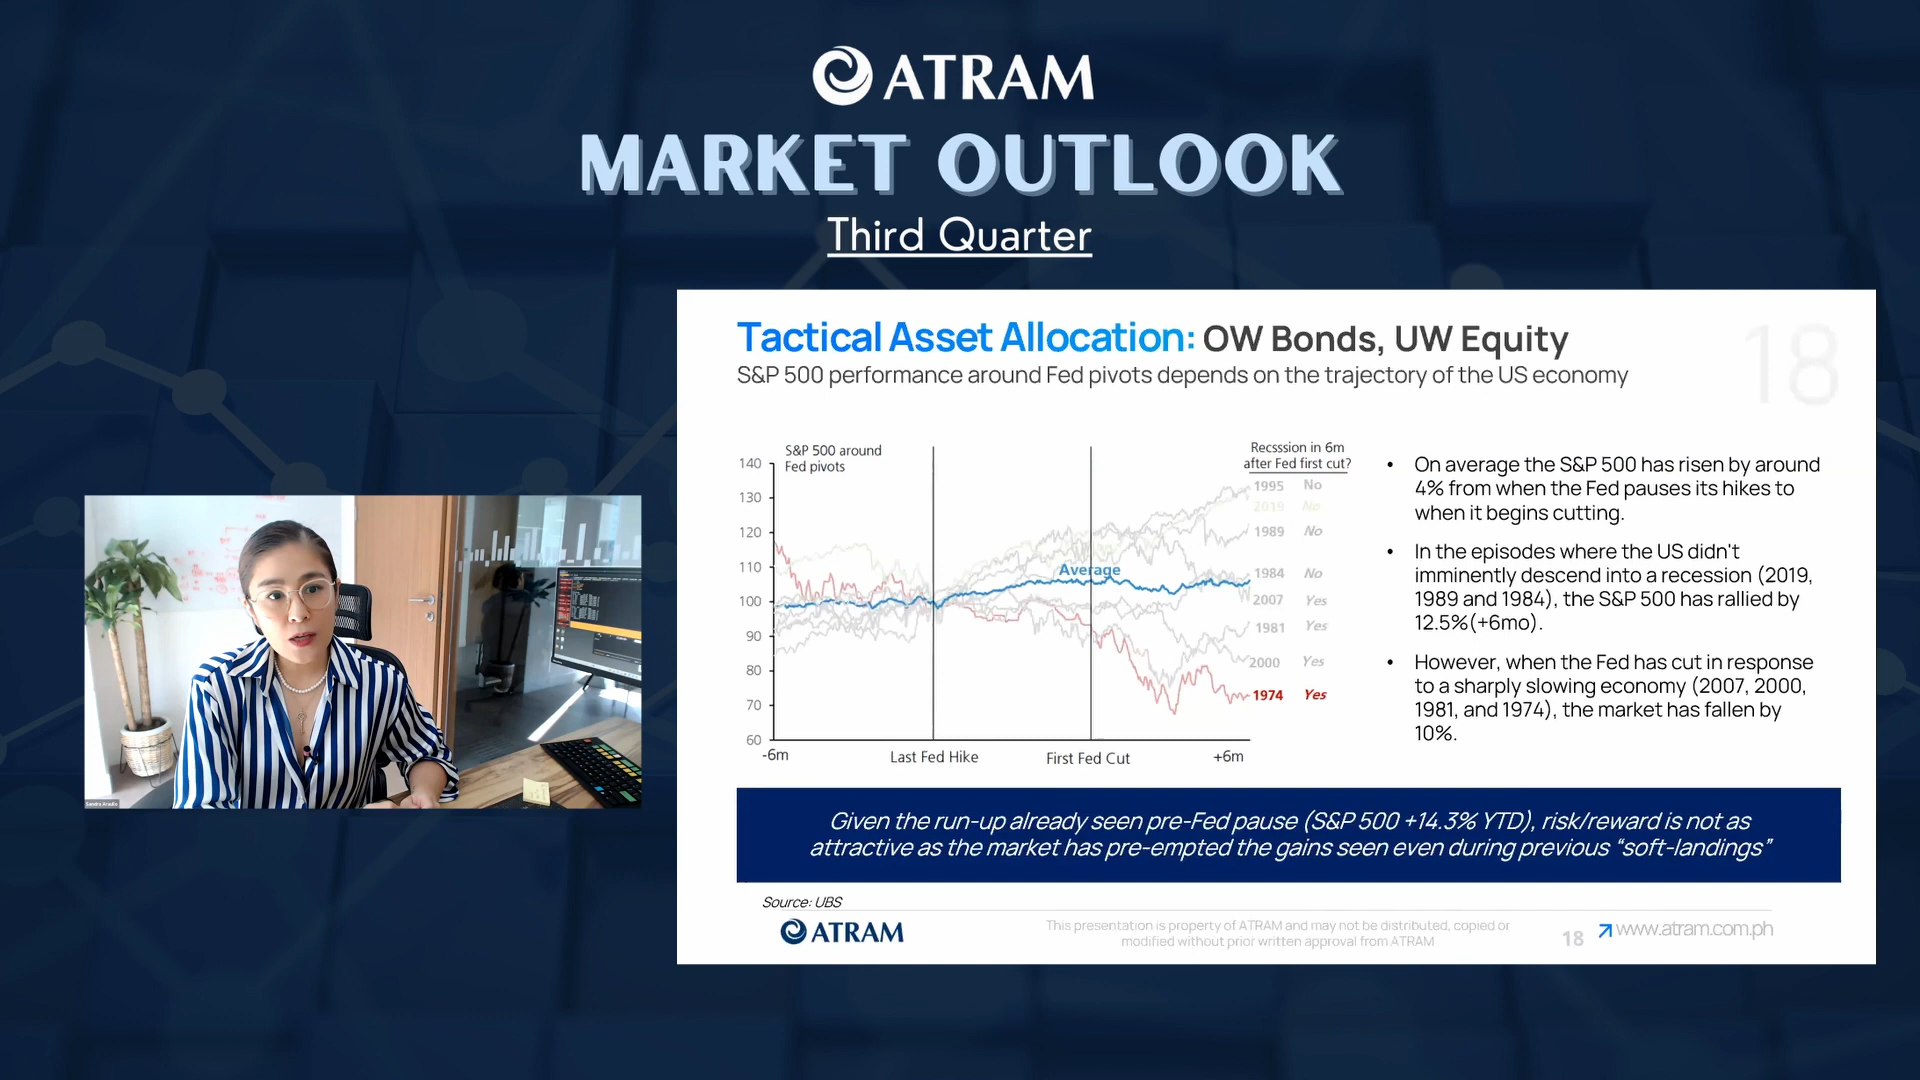 ATRAM
MARKET OUTLOOK
Third Quarter
Tactical Asset Allocation: OW Bonds, UW Equity
18
S&P 500 performance around Fed pivots depends on the trajectory of the US economy
S&P 500 around
Fed pivots
Recsssion in 6m
after Fed first cut?
140
130
120
110
100
90
80
70
60
1995 No
2019 No
1989 No
1984 No
2007 Yes
1981 Yes
2000 Yes
1974 Yes
Average
-6m
Last Fed Hike
First Fed Cut
+6m
• On average the S&P 500 has risen by around
4% from when the Fed pauses its hikes to
when it begins cutting.
• In the episodes where the US didn't
imminently descend into a recession (2019,
1989 and 1984), the S&P 500 has rallied by
12.5%(+6mo).
• However, when the Fed has cut in response
to a sharply slowing economy (2007, 2000,
1981, and 1974), the market has fallen by
10%.
Given the run-up already seen pre-Fed pause (S&P 500 +14.3% YTD), risk/reward is not as
attractive as the market has pre-empted the gains seen even during previous “soft-landings”
Source: UBS
ATRAM
This presentation is property of ATRAM and may not be distributed, copied or
modified without prior written approval from ATRAM
18
www.atram.com.ph